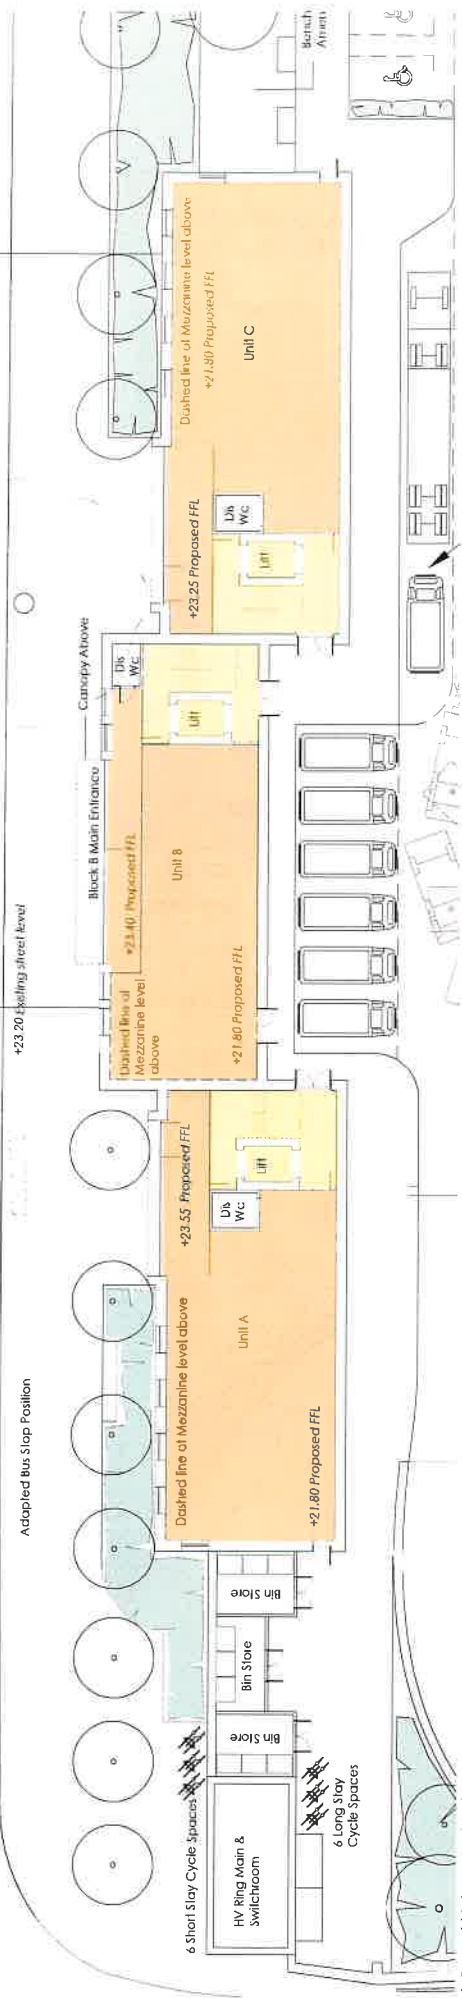 Adapted Bus Stop Position
+23.20 Existing street level
6 Short Stay Cycle Spaces
HV Ring Main &
Switchroom
6 Long Stay
Cycle Spaces
Bin Store
Bin Store
Bin Store
Dashed line of Mezzanine level above
+23.55 Proposed FFL
Unit A
+21.80 Proposed FFL
Dis
Wc
Lift
Dashed line of
Mezzanine level
above
+23.40 Proposed FFL
Block B Main Entrance
Canopy Above
Unit B
+21.80 Proposed FFL
Dis
Wc
Lift
+23.25 Proposed FFL
Dashed line of Mezzanine level above
+21.80 Proposed FFL
Unit C
Dis
Wc
Lift
Bench